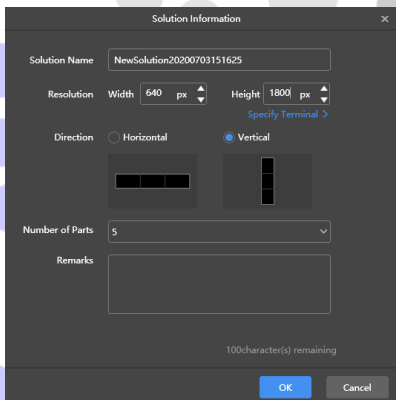 Solution Information
Solution Name NewSolution20200703151625
Resolution Width 640 px Height 1800 px
Specify Terminal >
Direction Horizontal Vertical
Number of Parts 5
Remarks
100character(s) remaining
OK Cancel